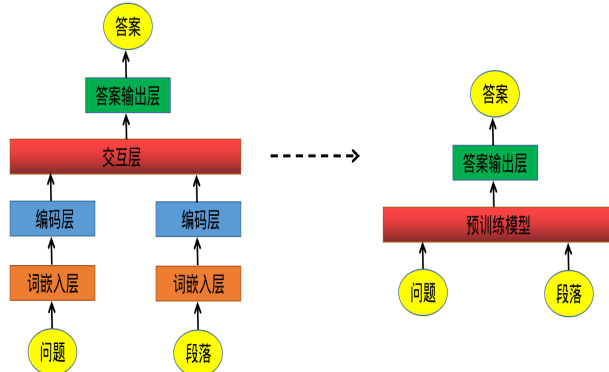 答案
答案输出层
交互层
编码层
编码层
词嵌入层
词嵌入层
问题
段落
答案
答案输出层
预训练模型
问题
段落